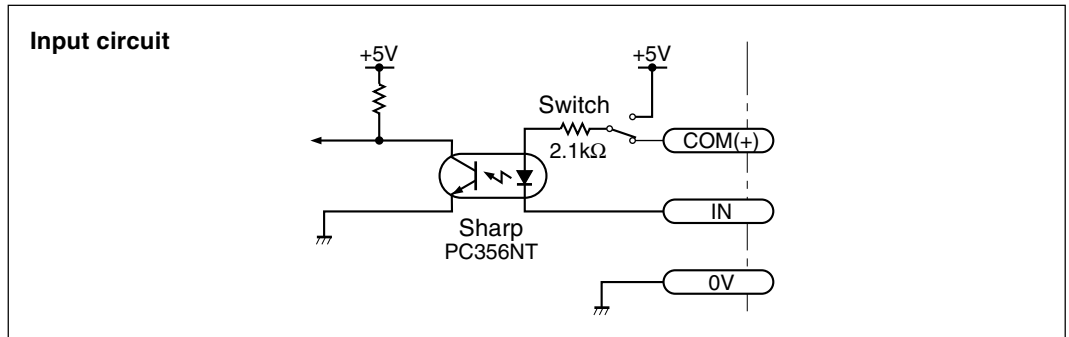 Input circuit
+5V
+5V
Switch
2.1kΩ
COM(+)
IN
Sharp
PC356NT
0V